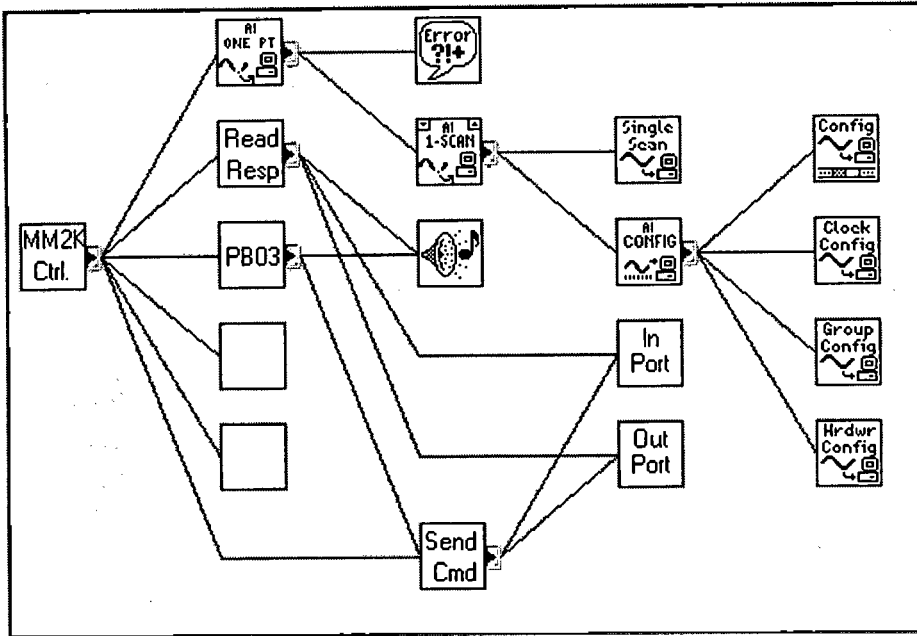 AI
ONE PT
Error
?!+
Read
Resp
AI
1-SCAN
Single
Scan
Config
MM2K
Ctrl.
PB03
AI
CONFIG
Clock
Config
In
Port
Group
Config
Out
Port
Hrdwr
Config
Send
Cmd